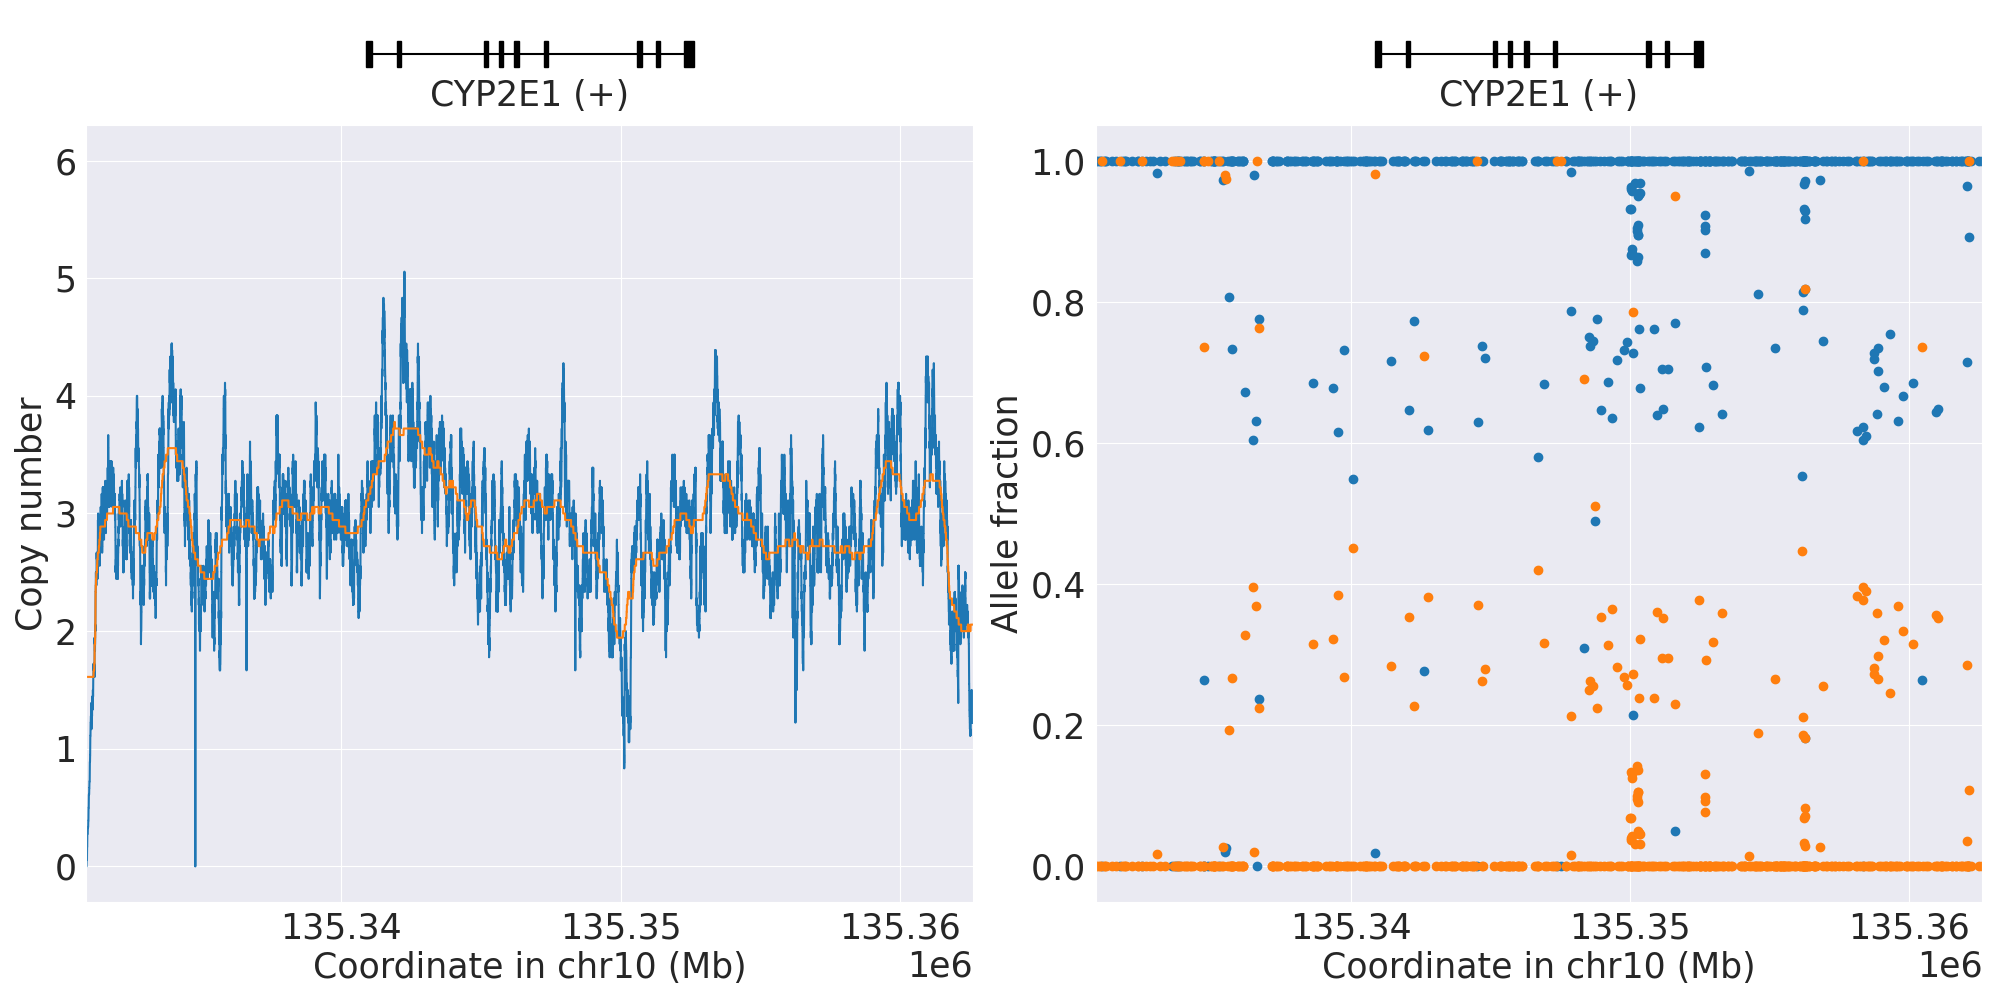 CYP2E1 (+)
6
5
4
3
2
1
0
Copy number
135.34
135.35
135.36
Coordinate in chr10 (Mb)
1e6
CYP2E1 (+)
1.0
0.8
0.6
0.4
0.2
0.0
Allele fraction
135.34
135.35
135.36
Coordinate in chr10 (Mb)
1e6